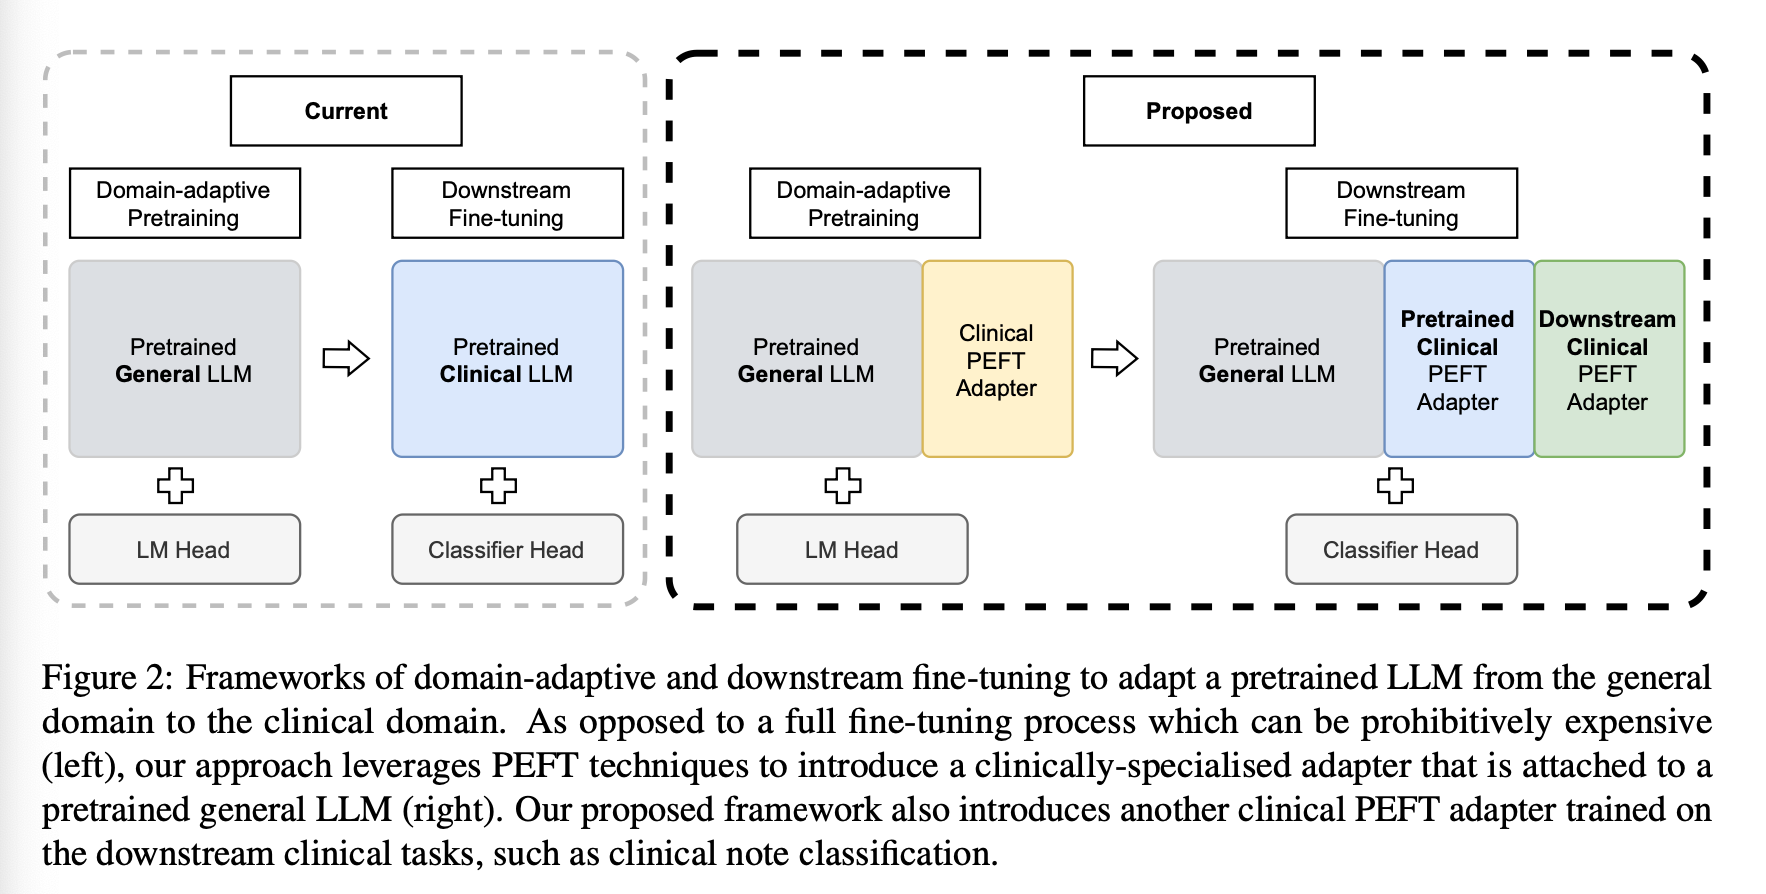 Current
Proposed
Domain-adaptive
Pretraining
Downstream
Fine-tuning
Domain-adaptive
Pretraining
Downstream
Fine-tuning
Pretrained
General LLM
Pretrained
Clinical LLM
Pretrained
General LLM
Clinical
PEFT
Adapter
Pretrained
General LLM
Pretrained
Clinical
PEFT
Adapter
Downstream
Clinical
PEFT
Adapter
LM Head
Classifier Head
LM Head
Classifier Head
Figure 2: Frameworks of domain-adaptive and downstream fine-tuning to adapt a pretrained LLM from the general
domain to the clinical domain. As opposed to a full fine-tuning process which can be prohibitively expensive
(left), our approach leverages PEFT techniques to introduce a clinically-specialised adapter that is attached to a
pretrained general LLM (right). Our proposed framework also introduces another clinical PEFT adapter trained on
the downstream clinical tasks, such as clinical note classification.